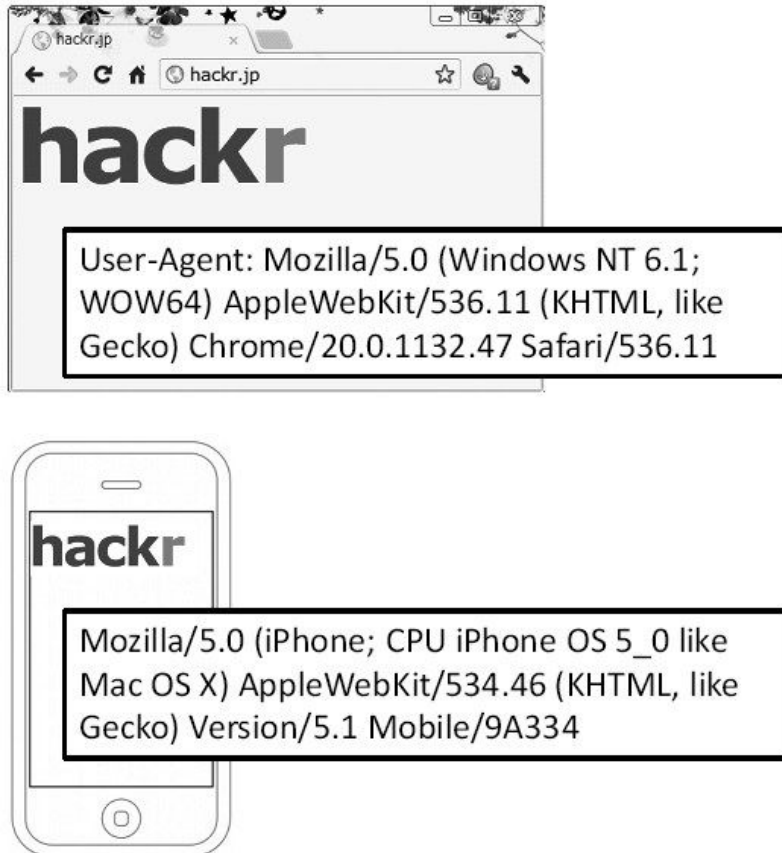 hackr.jp
hackr.jp
hackr
User-Agent: Mozilla/5.0 (Windows NT 6.1;
WOW64) AppleWebKit/536.11 (KHTML, like
Gecko) Chrome/20.0.1132.47 Safari/536.11
hackr
Mozilla/5.0 (iPhone; CPU iPhone OS 5_0 like
Mac OS X) AppleWebKit/534.46 (KHTML, like
Gecko) Version/5.1 Mobile/9A334